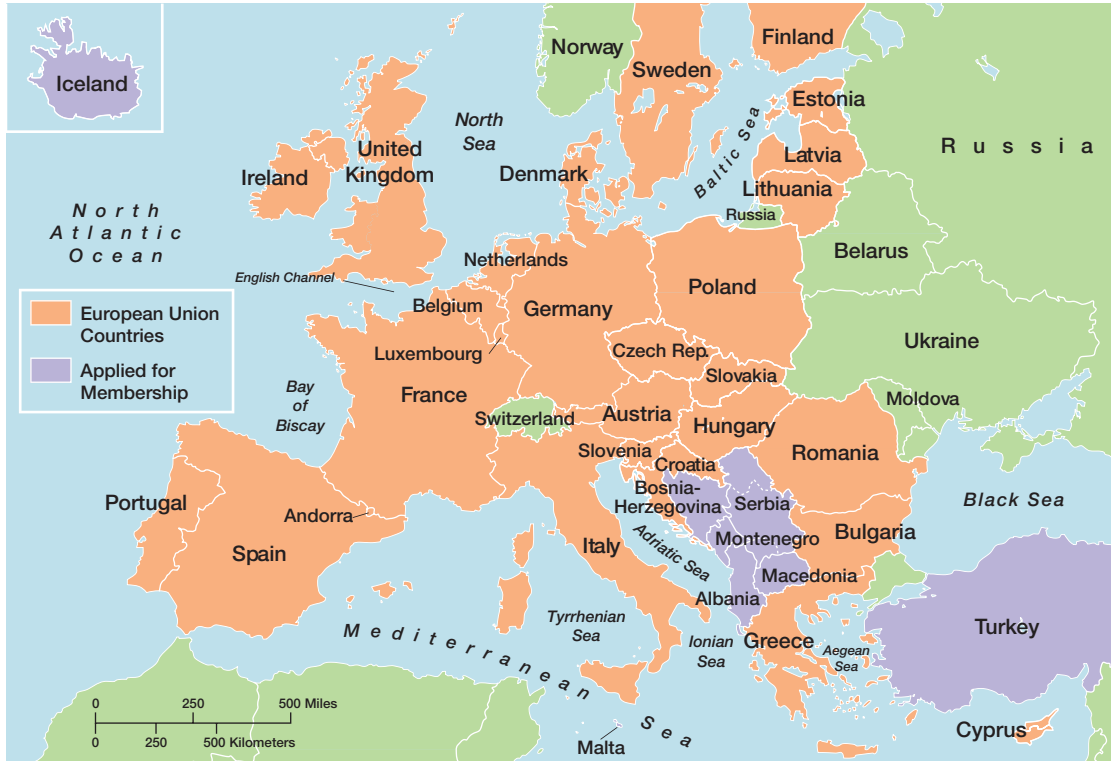 Iceland
Norway
Finland
Sweden
Estonia
North
Sea
Baltic Sea
Russia
United
Kingdom
Ireland
Denmark
Latvia
Lithuania
Russia
North
Atlantic
Ocean
Belarus
Netherlands
English Channel
Belgium
Germany
Poland
European Union
Countries
Applied for
Membership
Luxembourg
Czech Rep.
Ukraine
Slovakia
Bay
of
Biscay
France
Switzerland
Austria
Moldova
Hungary
Slovenia
Croatia
Romania
Portugal
Andorra
Bosnia-
Herzegovina
Serbia
Black Sea
Spain
Italy
Adriatic Sea
Montenegro
Bulgaria
Macedonia
Albania
Tyrrhenian
Sea
Ionian
Sea
Greece
Aegean
Sea
Turkey
Mediterranean Sea
0 250 500 Miles
0 250 500 Kilometers
Malta
Cyprus